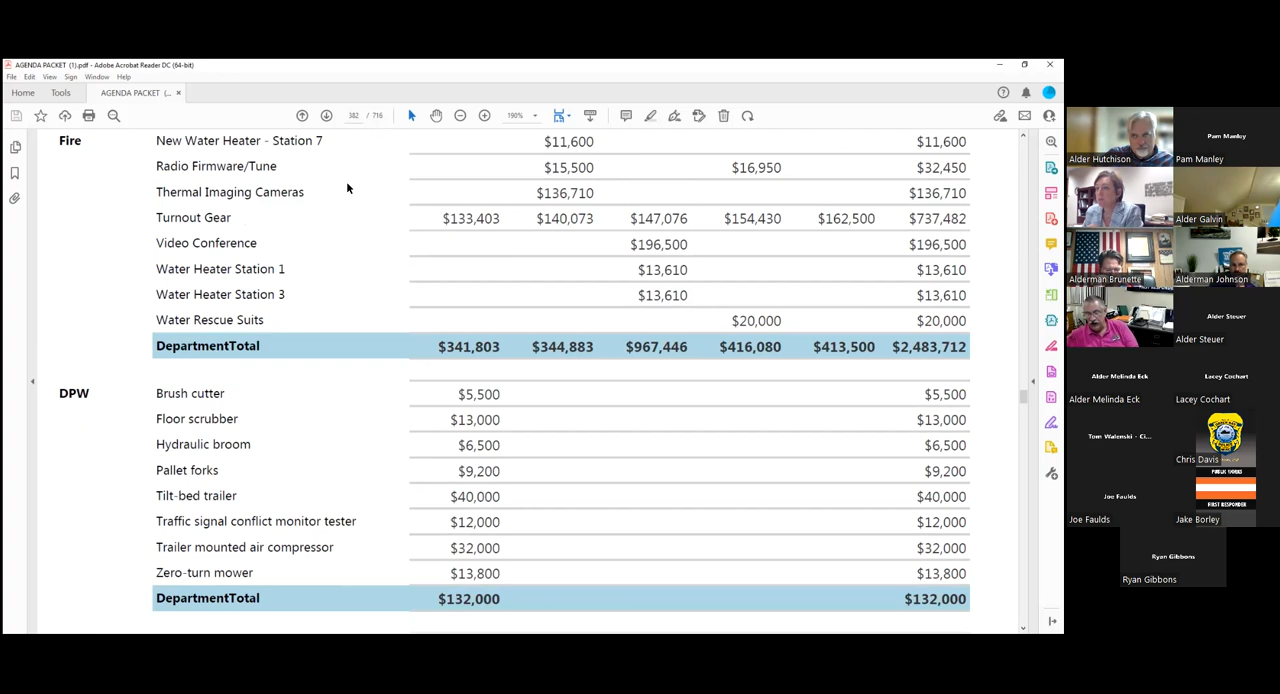 AGENDA PACKET (1).pdf - Adobe Acrobat Reader DC (64-bit)
File Edit View Sign Window Help
Home Tools AGENDA PACKET (... ×
382 / 716 190%
Fire New Water Heater - Station 7 $11,600 $11,600
Radio Firmware/Tune $15,500 $16,950 $32,450
Thermal Imaging Cameras $136,710 $136,710
Turnout Gear $133,403 $140,073 $147,076 $154,430 $162,500 $737,482
Video Conference $196,500 $196,500
Water Heater Station 1 $13,610 $13,610
Water Heater Station 3 $13,610 $13,610
Water Rescue Suits $20,000 $20,000
DepartmentTotal $341,803 $344,883 $967,446 $416,080 $413,500 $2,483,712
DPW Brush cutter $5,500 $5,500
Floor scrubber $13,000 $13,000
Hydraulic broom $6,500 $6,500
Pallet forks $9,200 $9,200
Tilt-bed trailer $40,000 $40,000
Traffic signal conflict monitor tester $12,000 $12,000
Trailer mounted air compressor $32,000 $32,000
Zero-turn mower $13,800 $13,800
DepartmentTotal $132,000 $132,000
Alder Hutchison
Pam Manley
Pam Manley
Alder Galvin
Alderman Brunette
Alderman Johnson
Alder Steuer
Alder Steuer
Alder Melinda Eck
Alder Melinda Eck
Lacey Cochart
Lacey Cochart
Tom Walenski - Ci...
Chris Davis
Joe Faulds
Joe Faulds
PUBLIC WORKS
FIRST RESPONDER
Jake Borley
Ryan Gibbons
Ryan Gibbons